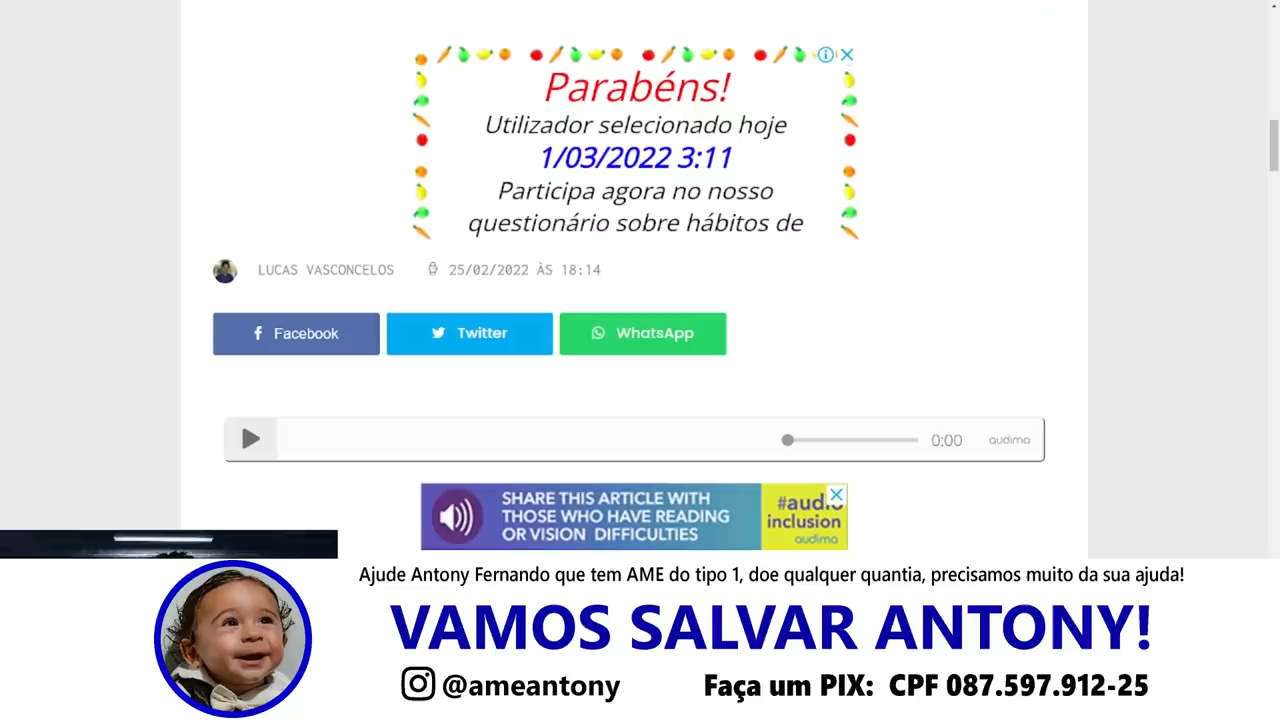 Parabéns!
Utilizador selecionado hoje
1/03/2022 3:11
Participa agora no nosso
questionário sobre hábitos de
LUCAS VASCONCELOS 25/02/2022 ÀS 18:14
Facebook Twitter WhatsApp
0:00 audima
SHARE THIS ARTICLE WITH
THOSE WHO HAVE READING
OR VISION DIFFICULTIES
#audio
inclusion
audima
Ajude Antony Fernando que tem AME do tipo 1, doe qualquer quantia, precisamos muito da sua ajuda!
VAMOS SALVAR ANTONY!
@ameantony Faça um PIX: CPF 087.597.912-25